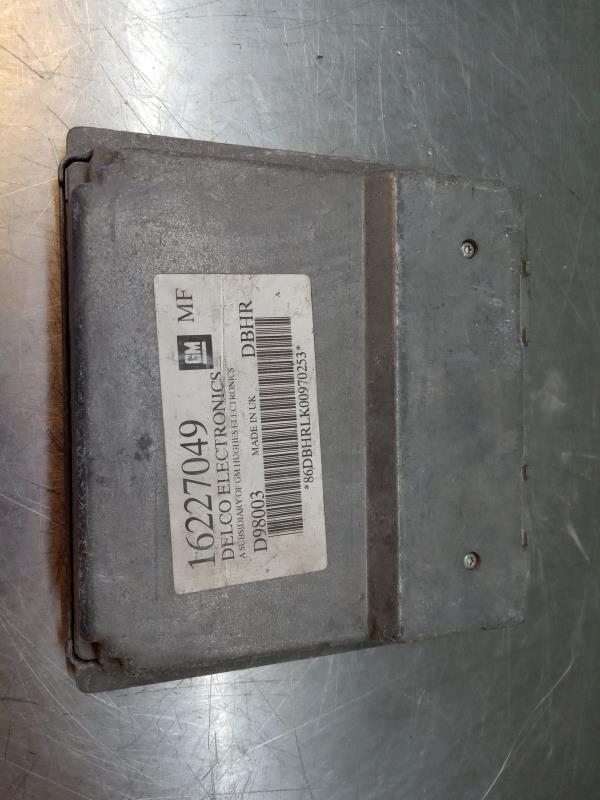 16227049 GM MF
DELCO ELECTRONICS
A SUBSIDIARY OF GM HUGHES ELECTRONICS
D98003 MADE IN UK DBHR
*86DBHRLK00970253*
A